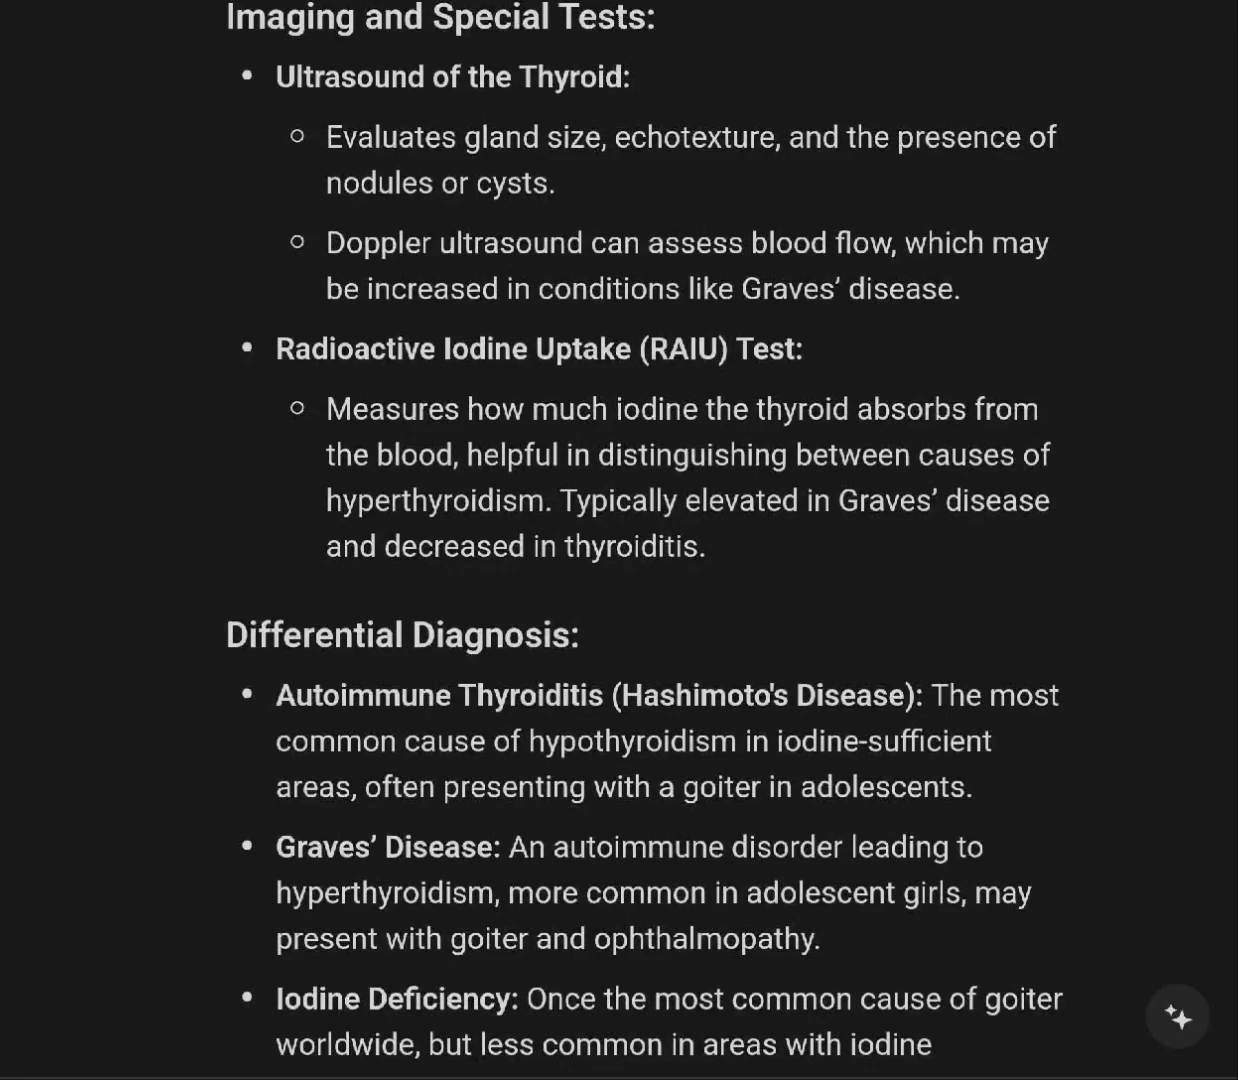 Imaging and Special Tests:
• Ultrasound of the Thyroid:
○ Evaluates gland size, echotexture, and the presence of
nodules or cysts.
○ Doppler ultrasound can assess blood flow, which may
be increased in conditions like Graves’ disease.
• Radioactive Iodine Uptake (RAIU) Test:
○ Measures how much iodine the thyroid absorbs from
the blood, helpful in distinguishing between causes of
hyperthyroidism. Typically elevated in Graves’ disease
and decreased in thyroiditis.
Differential Diagnosis:
• Autoimmune Thyroiditis (Hashimoto's Disease): The most
common cause of hypothyroidism in iodine-sufficient
areas, often presenting with a goiter in adolescents.
• Graves’ Disease: An autoimmune disorder leading to
hyperthyroidism, more common in adolescent girls, may
present with goiter and ophthalmopathy.
• Iodine Deficiency: Once the most common cause of goiter
worldwide, but less common in areas with iodine